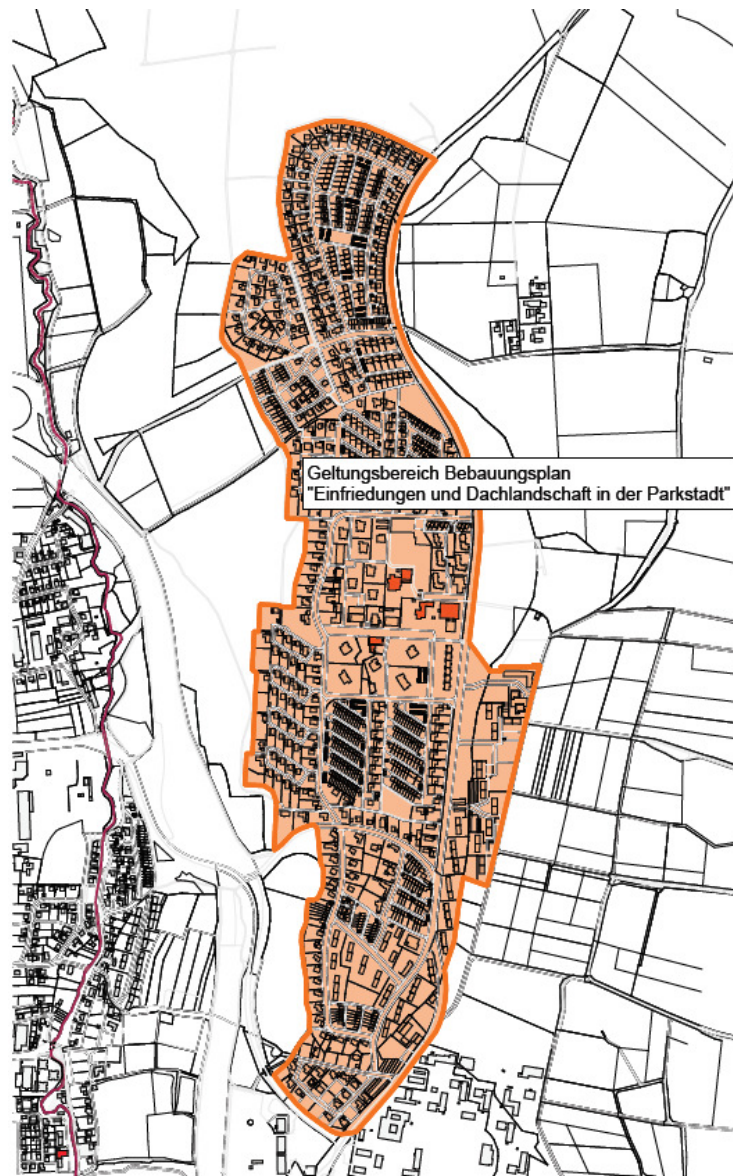 Geltungsbereich Bebauungsplan
"Einfriedungen und Dachlandschaft in der Parkstadt"